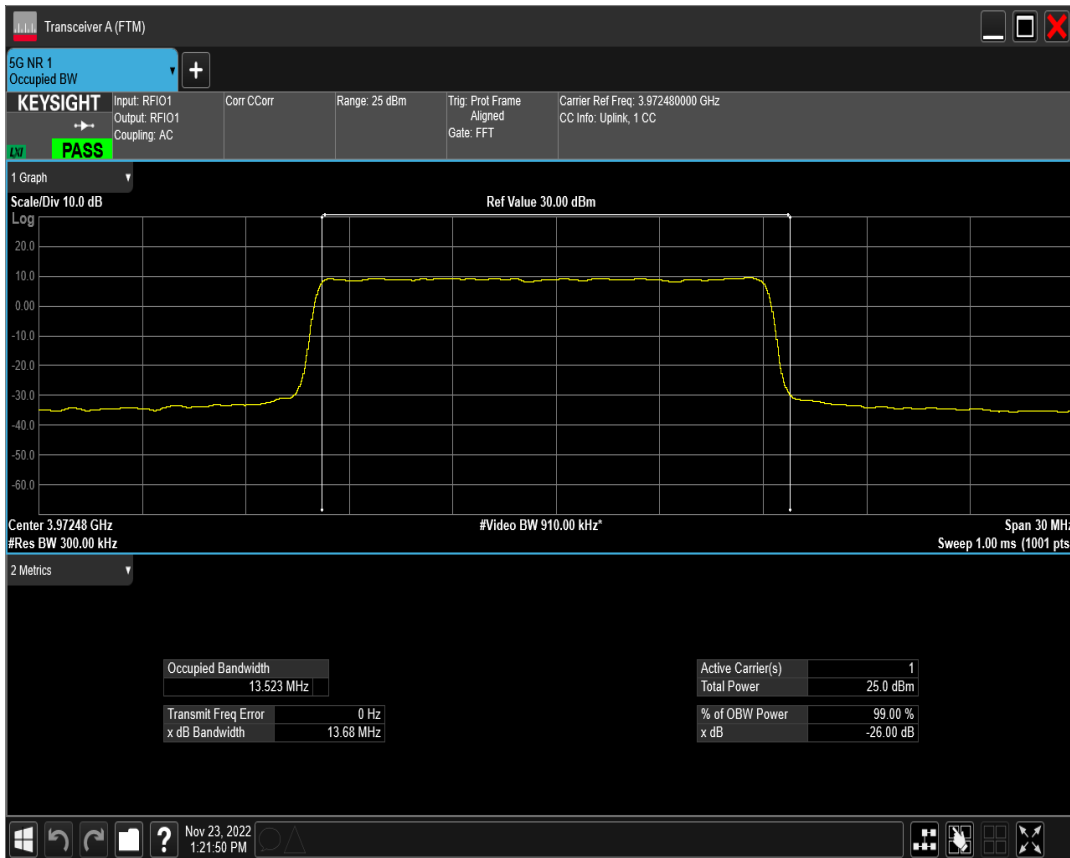 Transceiver A (FTM)
5G NR 1
Occupied BW
+
KEYSIGHT
LXI
PASS
Input: RFIO1
Output: RFIO1
Coupling: AC
Corr CCorr
Range: 25 dBm
Trig: Prot Frame
Aligned
Gate: FFT
Carrier Ref Freq: 3.972480000 GHz
CC Info: Uplink, 1 CC
1 Graph
Scale/Div 10.0 dB
Ref Value 30.00 dBm
Log
20.0
10.0
0.00
-10.0
-20.0
-30.0
-40.0
-50.0
-60.0
Center 3.97248 GHz
#Video BW 910.00 kHz*
Span 30 MHz
#Res BW 300.00 kHz
Sweep 1.00 ms (1001 pts
2 Metrics
Occupied Bandwidth
13.523 MHz
Transmit Freq Error 0 Hz
x dB Bandwidth 13.68 MHz
Active Carrier(s) 1
Total Power 25.0 dBm
% of OBW Power 99.00 %
x dB -26.00 dB
?
Nov 23, 2022
1:21:50 PM